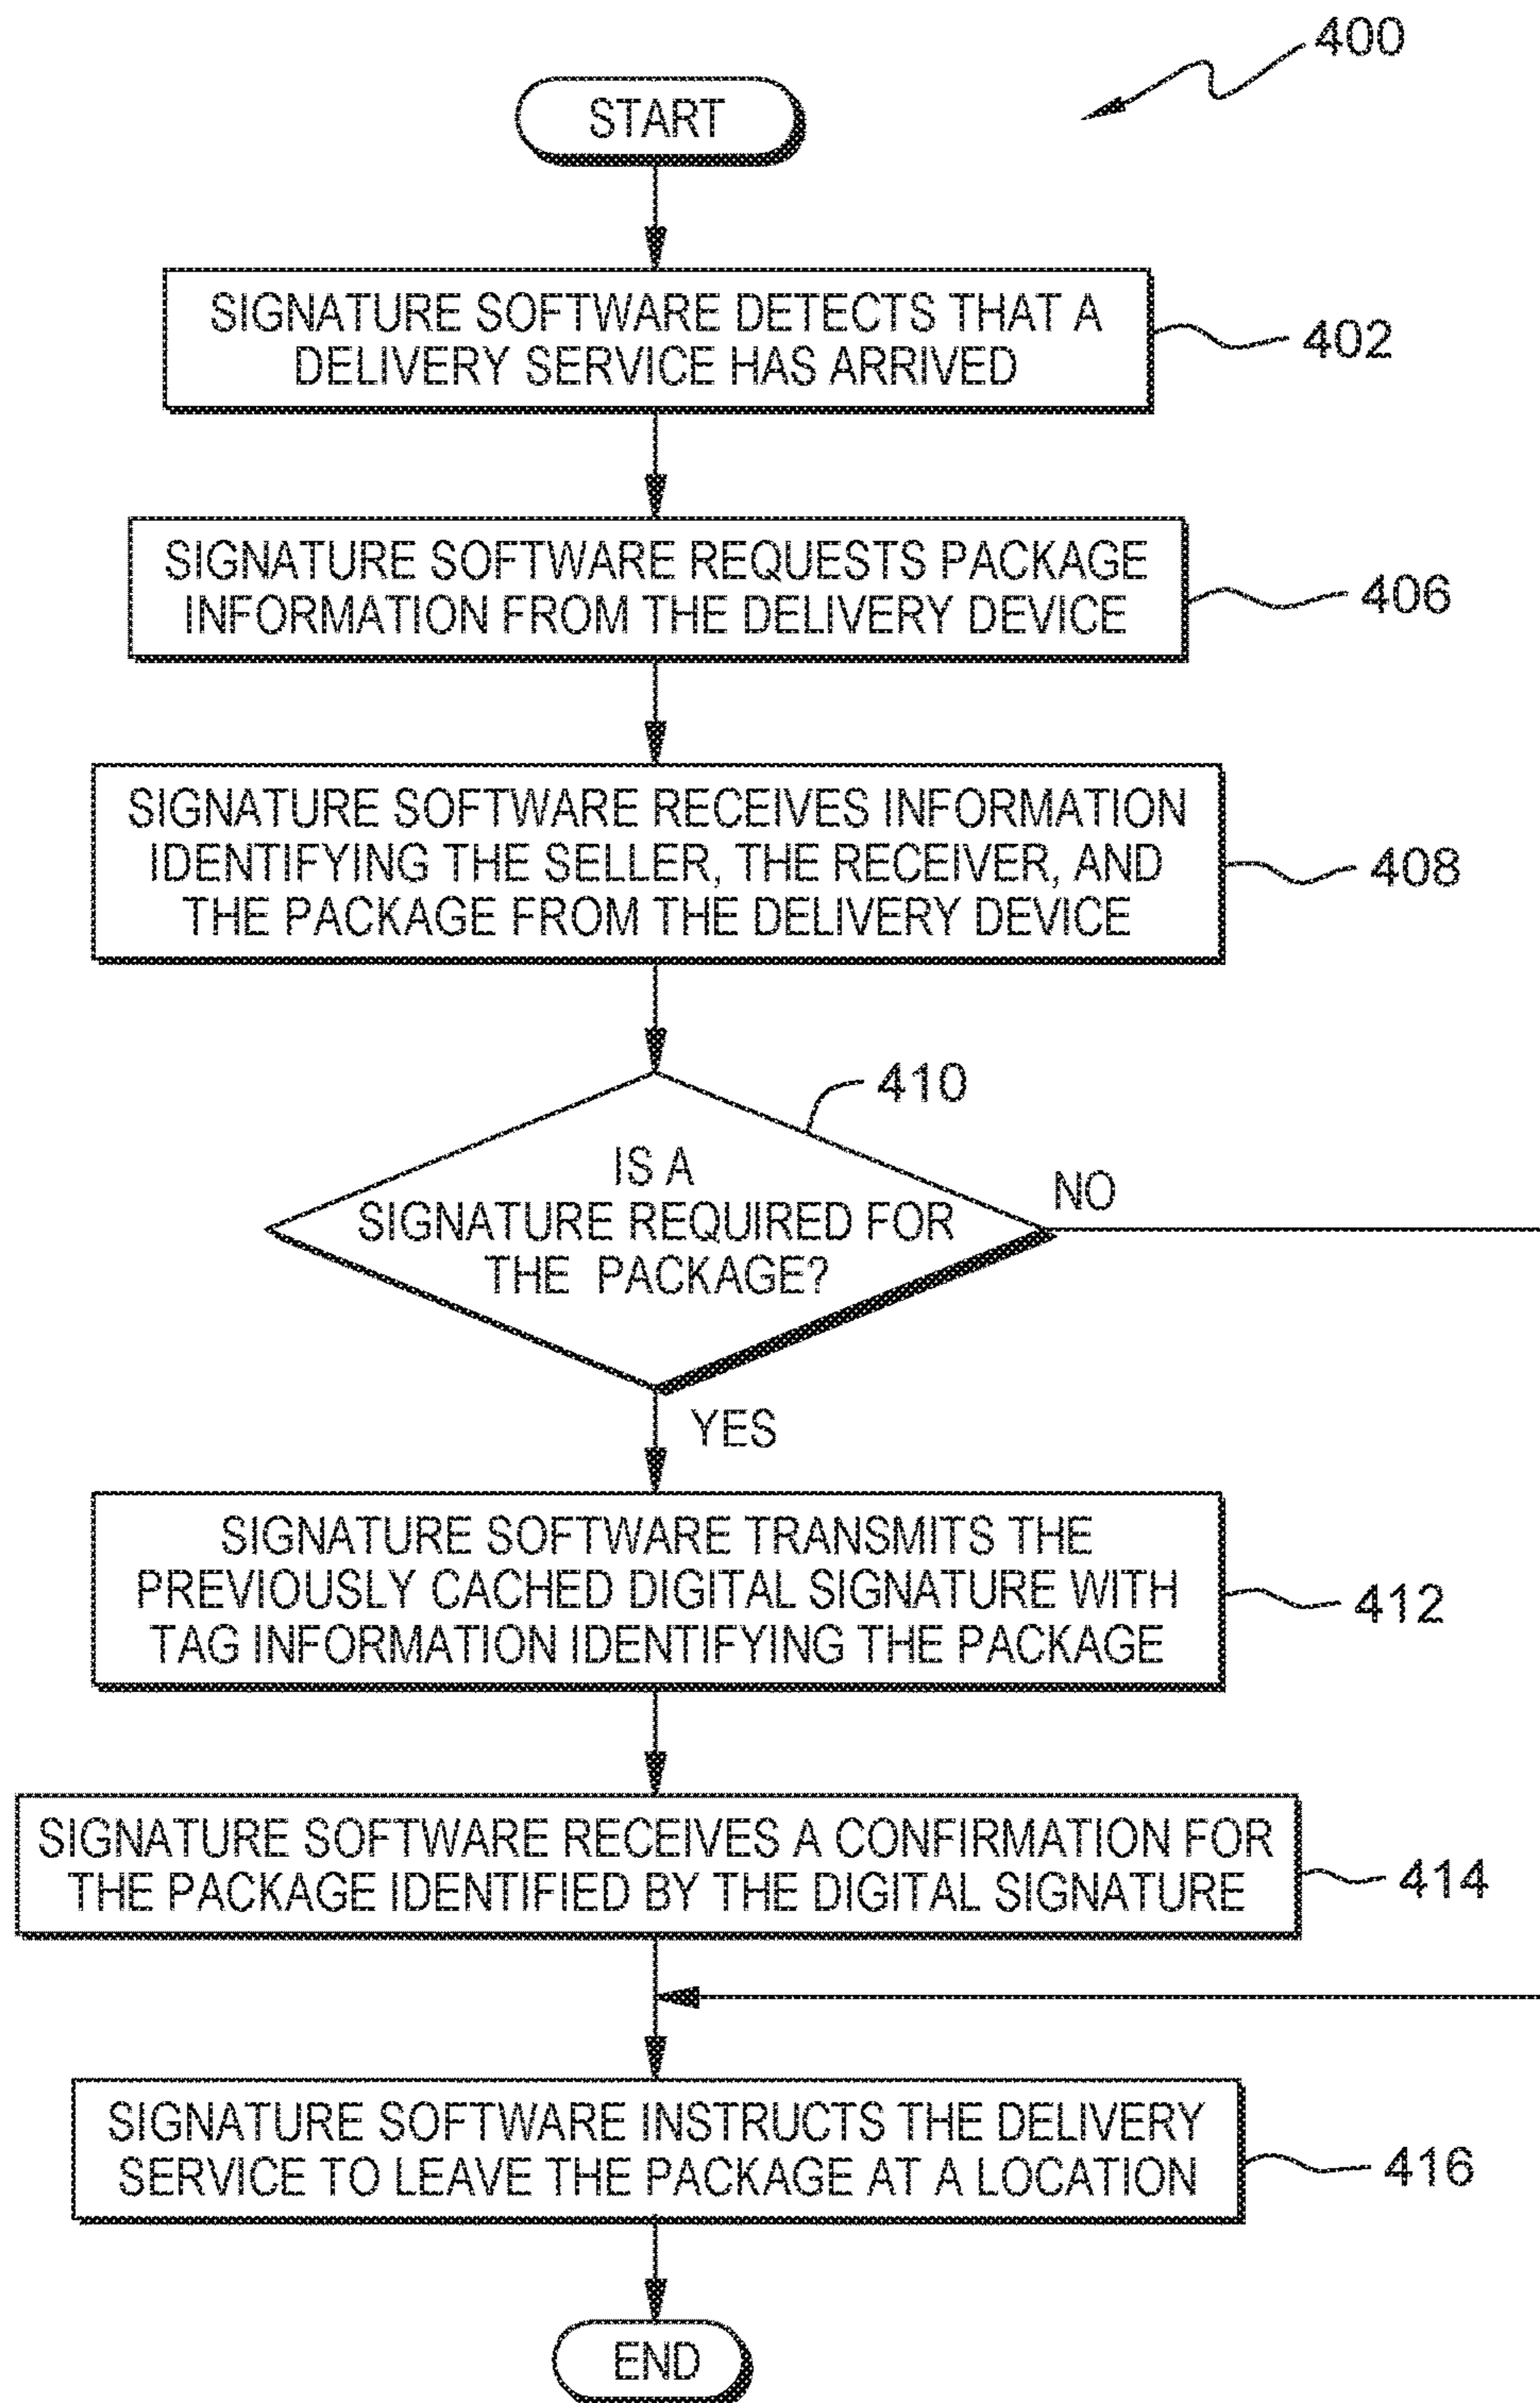 400
START
SIGNATURE SOFTWARE DETECTS THAT A
DELIVERY SERVICE HAS ARRIVED
402
SIGNATURE SOFTWARE REQUESTS PACKAGE
INFORMATION FROM THE DELIVERY DEVICE
406
SIGNATURE SOFTWARE RECEIVES INFORMATION
IDENTIFYING THE SELLER, THE RECEIVER, AND
THE PACKAGE FROM THE DELIVERY DEVICE
408
410
IS A
SIGNATURE REQUIRED FOR
THE PACKAGE?
NO
YES
SIGNATURE SOFTWARE TRANSMITS THE
PREVIOUSLY CACHED DIGITAL SIGNATURE WITH
TAG INFORMATION IDENTIFYING THE PACKAGE
412
SIGNATURE SOFTWARE RECEIVES A CONFIRMATION FOR
THE PACKAGE IDENTIFIED BY THE DIGITAL SIGNATURE
414
SIGNATURE SOFTWARE INSTRUCTS THE DELIVERY
SERVICE TO LEAVE THE PACKAGE AT A LOCATION
416
END